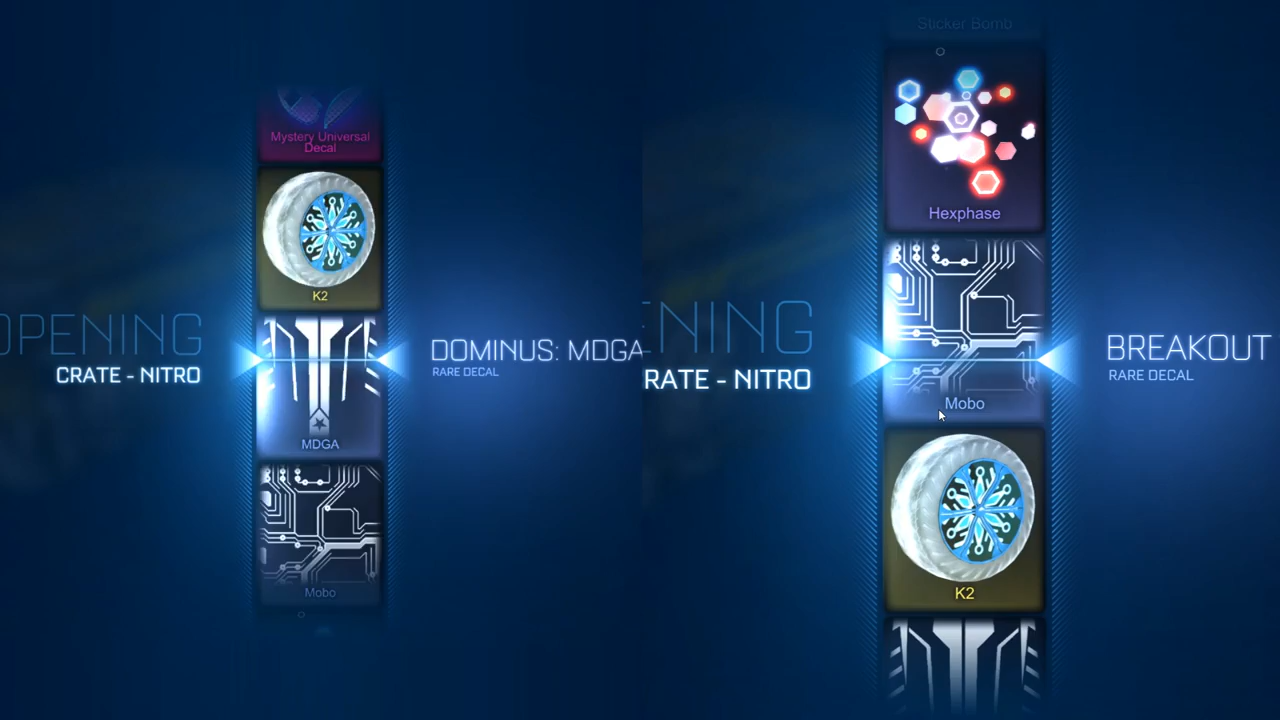 Mystery Universal
Decal
K2
OPENING
CRATE - NITRO
DOMINUS: MDGA
RARE DECAL
MDGA
Mobo
Sticker Bomb
Hexphase
ENING
RATE - NITRO
BREAKOUT
RARE DECAL
Mobo
K2